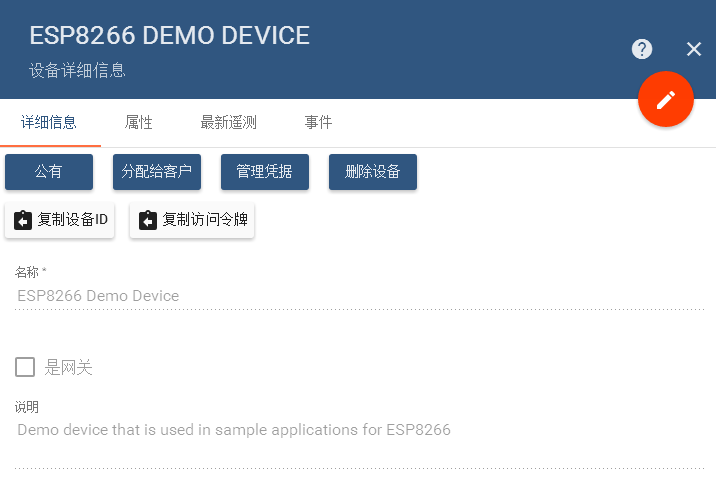 ESP8266 DEMO DEVICE
设备详细信息
详细信息 属性 最新遥测 事件
公有 分配给客户 管理凭据 删除设备
复制设备ID 复制访问令牌
名称 *
ESP8266 Demo Device
是网关
说明
Demo device that is used in sample applications for ESP8266